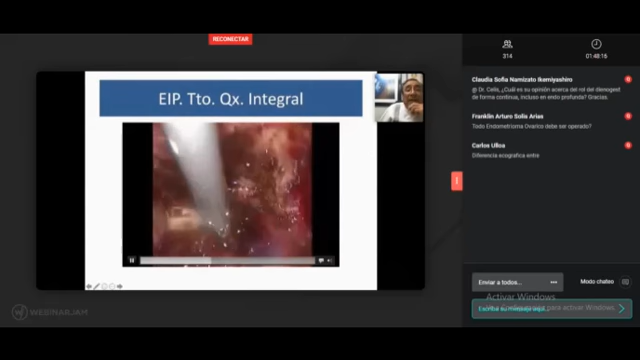 RECONECTAR
314
01:48:16
EIP. Tto. Qx. Integral
Claudia Sofia Namizato Ikemiyashiro
@ Dr. Celis, ¿Cuál es su opinión acerca del rol del dienogest
de forma continua, incluso en endo profunda? Gracias.
Franklin Arturo Solis Arias
Todo Endometrioma Ovarico debe ser operado?
Carlos Ulloa
Diferencia ecografica entre
Enviar a todos...
Modo chateo
Activar Windows
para activar Windows.
WEBINARJAM